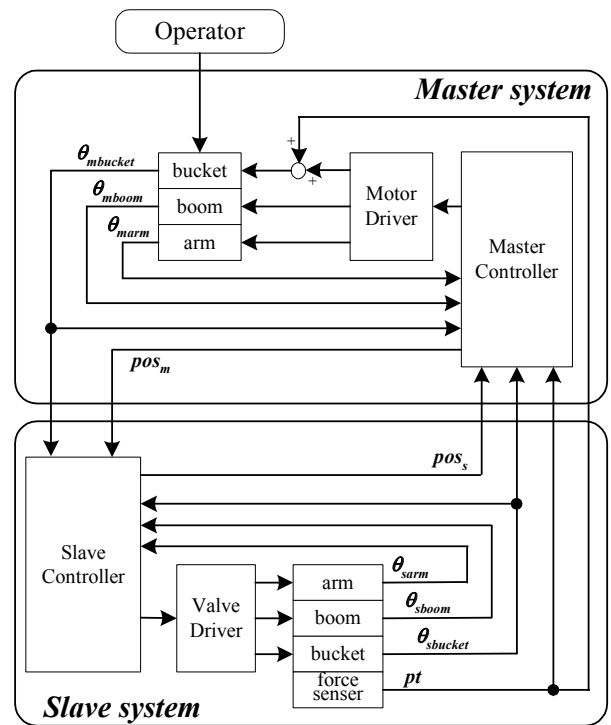 Operator
Master system
+
+
θmbucket
θmboom
θmarm
bucket
boom
arm
Motor
Driver
Master
Controller
posm
poss
Slave
Controller
Valve
Driver
arm
boom
bucket
force
senser
θsarm
θsboom
θsbucket
pt
Slave system